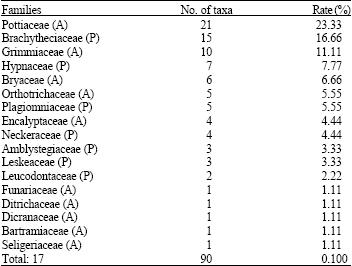 Families No. of taxa Rate (%)
Pottiaceae (A) 21 23.33
Brachytheciaceae (P) 15 16.66
Grimmiaceae (A) 10 11.11
Hypnaceae (P) 7 7.77
Bryaceae (A) 6 6.66
Orthotrichaceae (A) 5 5.55
Plagiomniaceae (P) 5 5.55
Encalyptaceae (A) 4 4.44
Neckeraceae (P) 4 4.44
Amblystegiaceae (P) 3 3.33
Leskeaceae (P) 3 3.33
Leucodontaceae (P) 2 2.22
Funariaceae (A) 1 1.11
Ditrichaceae (A) 1 1.11
Dicranaceae (A) 1 1.11
Bartramiaceae (A) 1 1.11
Seligeriaceae (A) 1 1.11
Total: 17 90 0.100